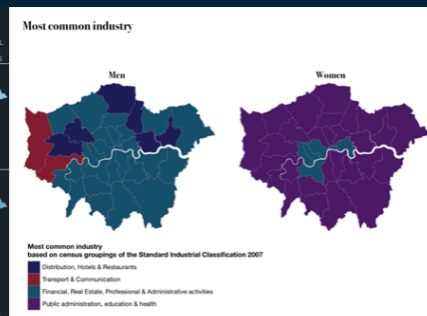 Most common industry
Men
Women
Most common industry
based on census groupings of the Standard Industrial Classification 2007
Distribution, Hotels & Restaurants
Transport & Communication
Financial, Real Estate, Professional & Administrative activities
Public administration, education & health